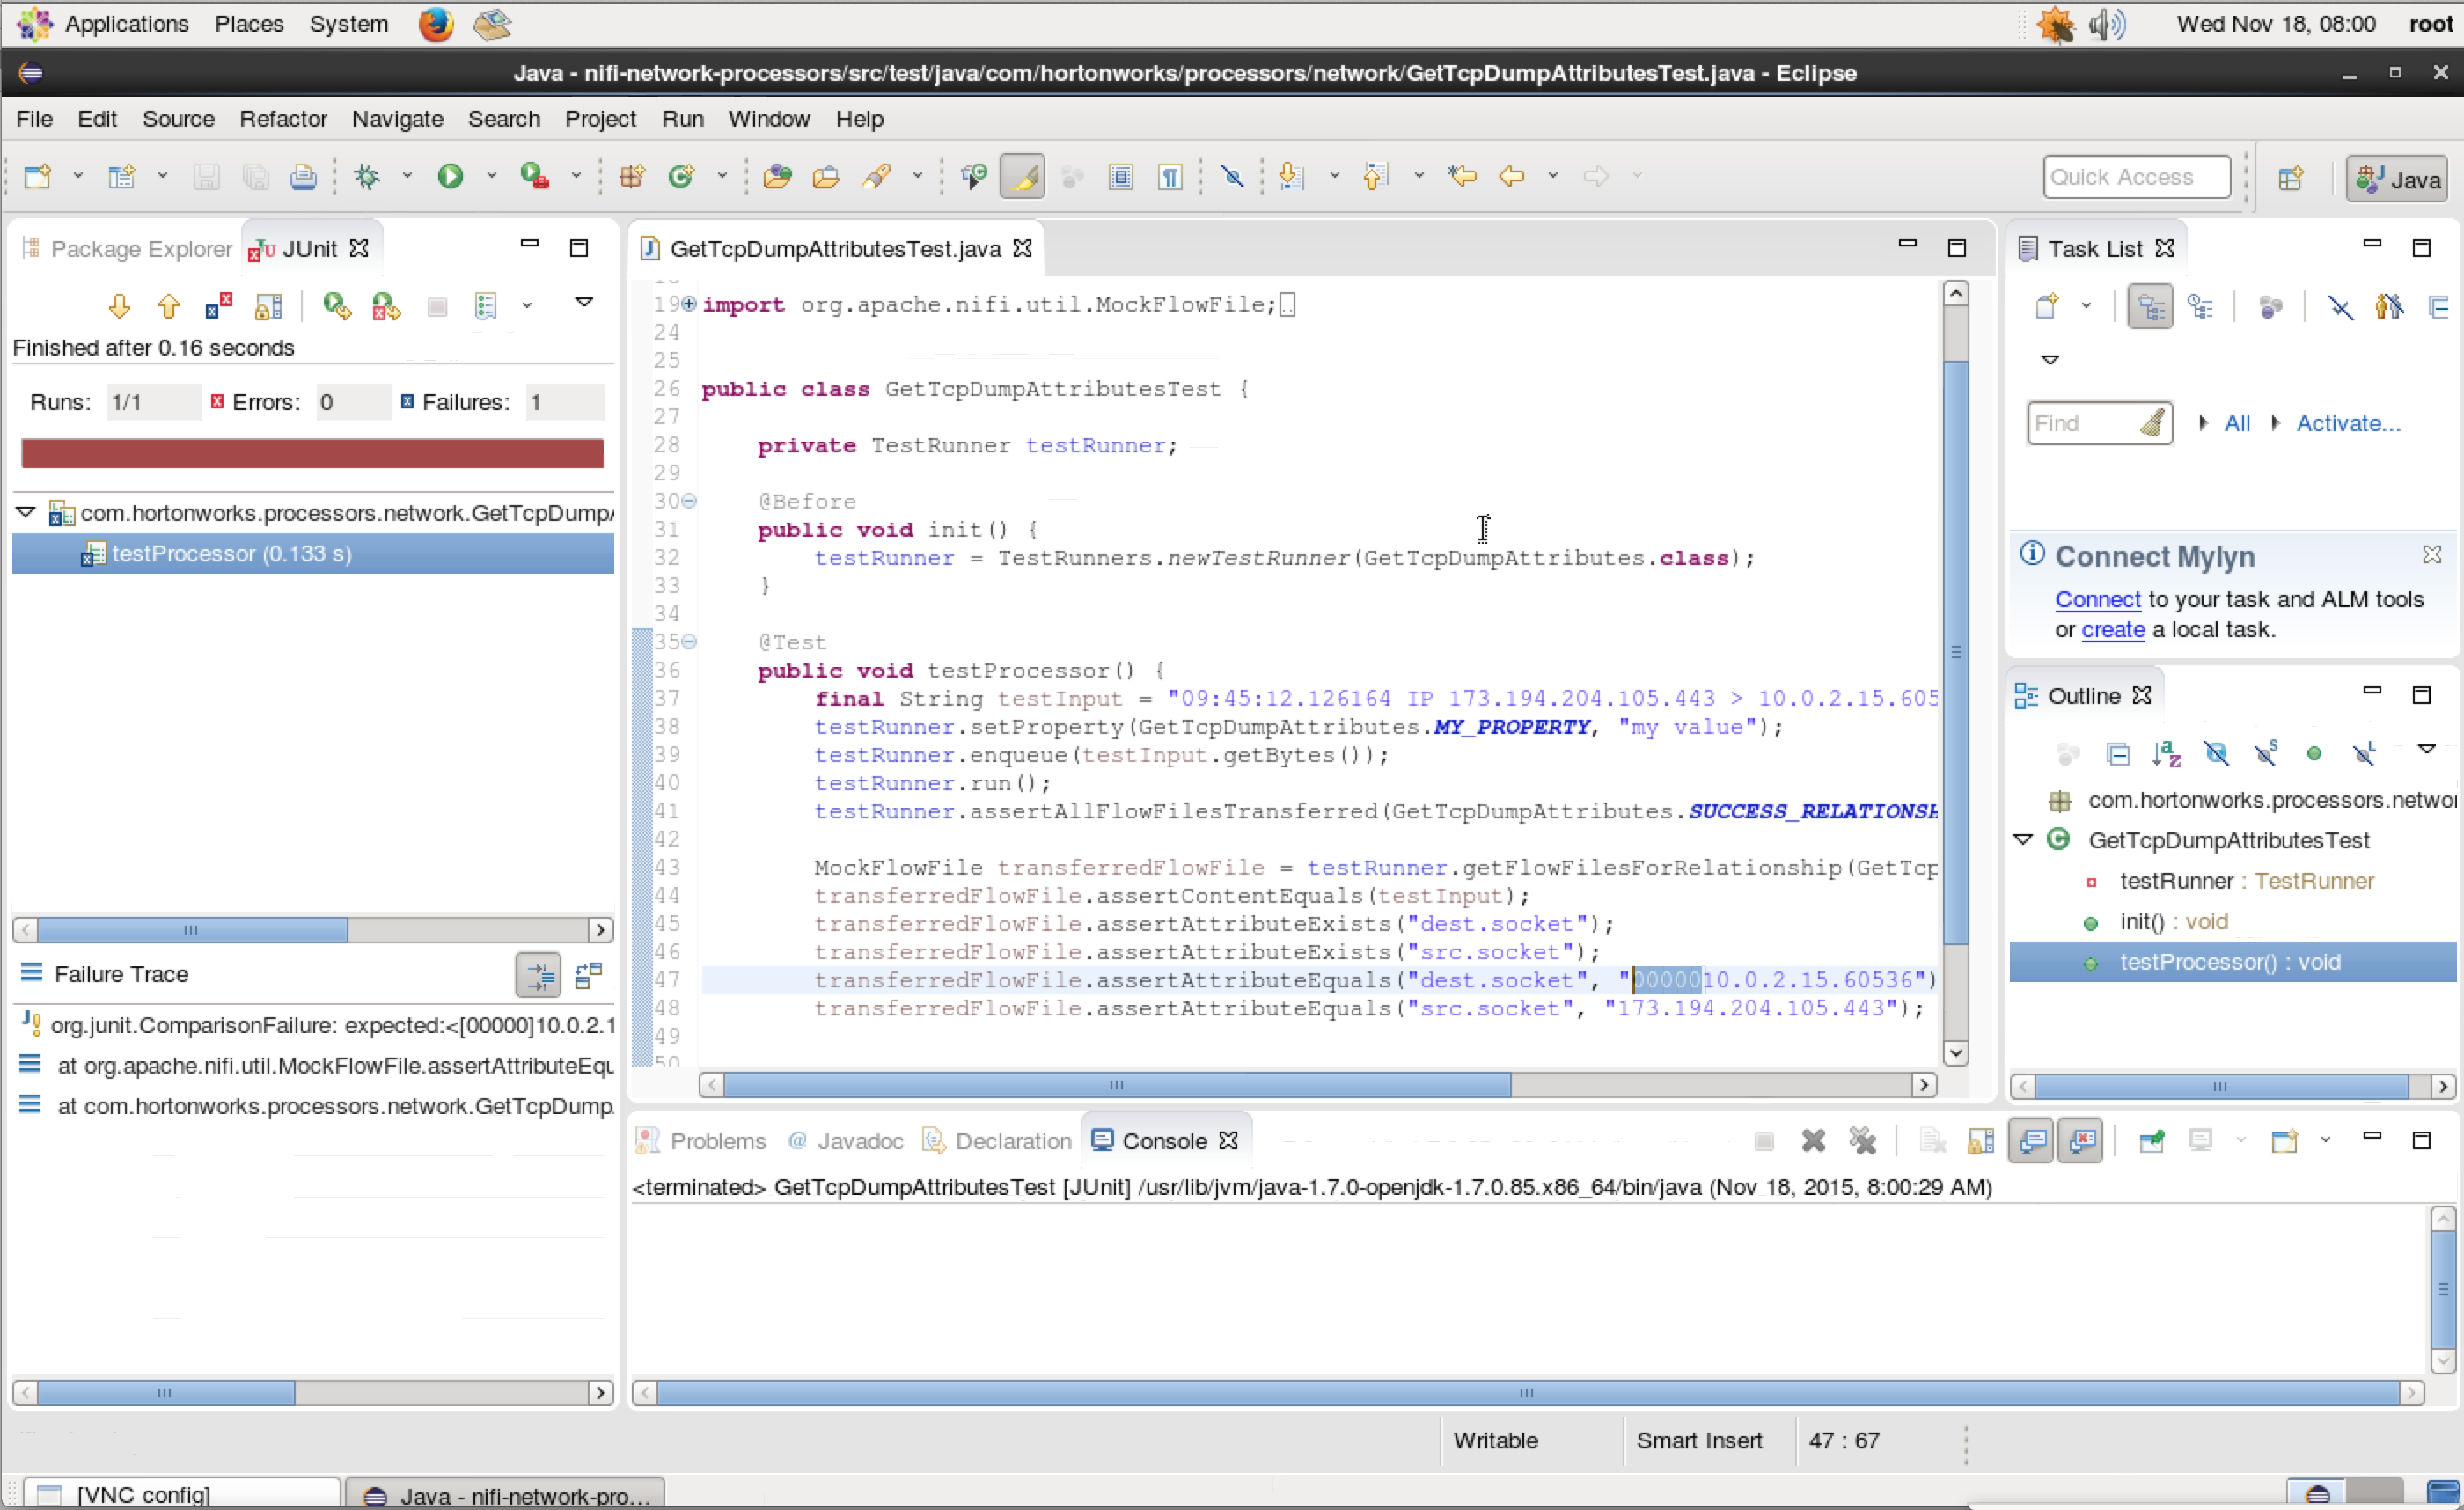 Applications Places System Wed Nov 18, 08:00 root
Java - nifi-network-processors/src/test/java/com/hortonworks/processors/network/GetTcpDumpAttributesTest.java - Eclipse
File Edit Source Refactor Navigate Search Project Run Window Help
Quick Access Java
Package Explorer JUnit
Finished after 0.16 seconds
Runs: 1/1 Errors: 0 Failures: 1
com.hortonworks.processors.network.GetTcpDump
testProcessor (0.133 s)
Failure Trace
org.junit.ComparisonFailure: expected:<[00000]10.0.2.1
at org.apache.nifi.util.MockFlowFile.assertAttributeEqu
at com.hortonworks.processors.network.GetTcpDump
GetTcpDumpAttributesTest.java
19 import org.apache.nifi.util.MockFlowFile;
24
25
26 public class GetTcpDumpAttributesTest {
27
28 private TestRunner testRunner;
29
30 @Before
31 public void init() {
32 testRunner = TestRunners.newTestRunner(GetTcpDumpAttributes.class);
33 }
34
35 @Test
36 public void testProcessor() {
37 final String testInput = "09:45:12.126164 IP 173.194.204.105.443 > 10.0.2.15.605
38 testRunner.setProperty(GetTcpDumpAttributes.MY_PROPERTY, "my value");
39 testRunner.enqueue(testInput.getBytes());
40 testRunner.run();
41 testRunner.assertAllFlowFilesTransferred(GetTcpDumpAttributes.SUCCESS_RELATIONSH
42
43 MockFlowFile transferredFlowFile = testRunner.getFlowFilesForRelationship(GetTcp
44 transferredFlowFile.assertContentEquals(testInput);
45 transferredFlowFile.assertAttributeExists("dest.socket");
46 transferredFlowFile.assertAttributeExists("src.socket");
47 transferredFlowFile.assertAttributeEquals("dest.socket", "0000010.0.2.15.60536")
48 transferredFlowFile.assertAttributeEquals("src.socket", "173.194.204.105.443");
49
50
Task List
Find All Activate...
Connect Mylyn
Connect to your task and ALM tools
or create a local task.
Outline
com.hortonworks.processors.networ
GetTcpDumpAttributesTest
testRunner : TestRunner
init() : void
testProcessor() : void
Problems @ Javadoc Declaration Console
<terminated> GetTcpDumpAttributesTest [JUnit] /usr/lib/jvm/java-1.7.0-openjdk-1.7.0.85.x86_64/bin/java (Nov 18, 2015, 8:00:29 AM)
Writable Smart Insert 47 : 67
[VNC config] Java - nifi-network-pro...